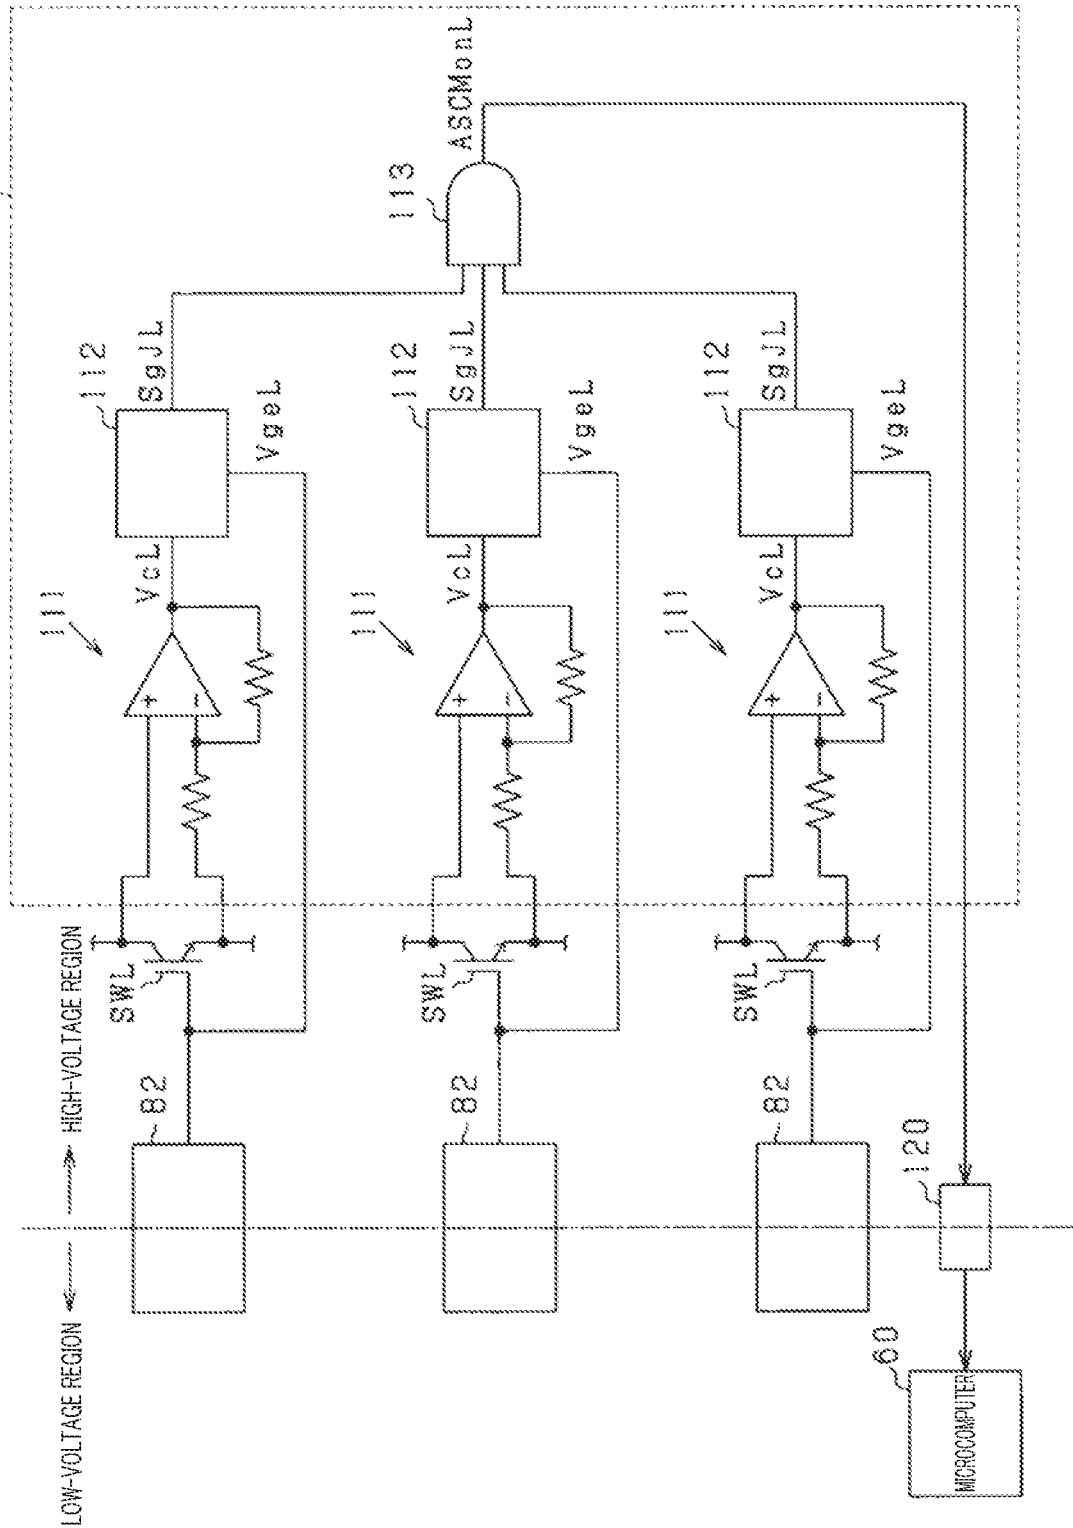 LOW-VOLTAGE REGION
HIGH-VOLTAGE REGION
82
SWL
111
+
−
VcL
112
SgJL
VgeL
82
SWL
111
+
−
VcL
112
SgJL
VgeL
113
ASCMonL
82
SWL
111
+
−
VcL
112
SgJL
VgeL
60
MICROCOMPUTER
120